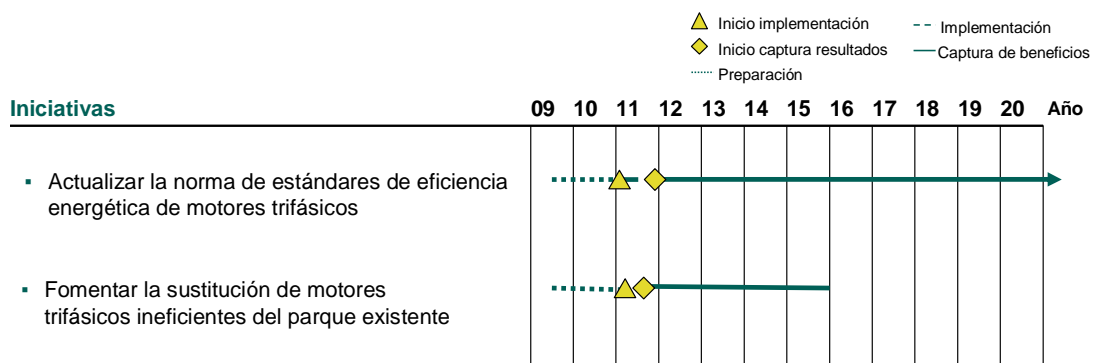 Inicio implementación
Implementación
Inicio captura resultados
Captura de beneficios
Preparación
Iniciativas 09 10 11 12 13 14 15 16 17 18 19 20 Año
▪ Actualizar la norma de estándares de eficiencia
energética de motores trifásicos
▪ Fomentar la sustitución de motores
trifásicos ineficientes del parque existente